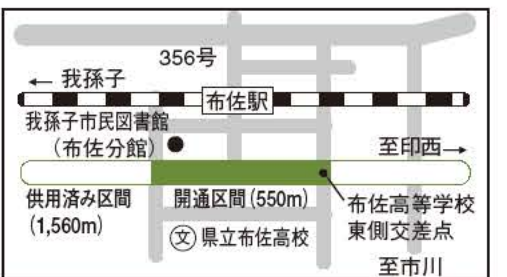 356号
← 我孫子
布佐駅
我孫子市民図書館
(布佐分館)
至印西→
供用済み区間
(1,560m)
開通区間(550m)
布佐高等学校
東側交差点
文 県立布佐高校
至市川